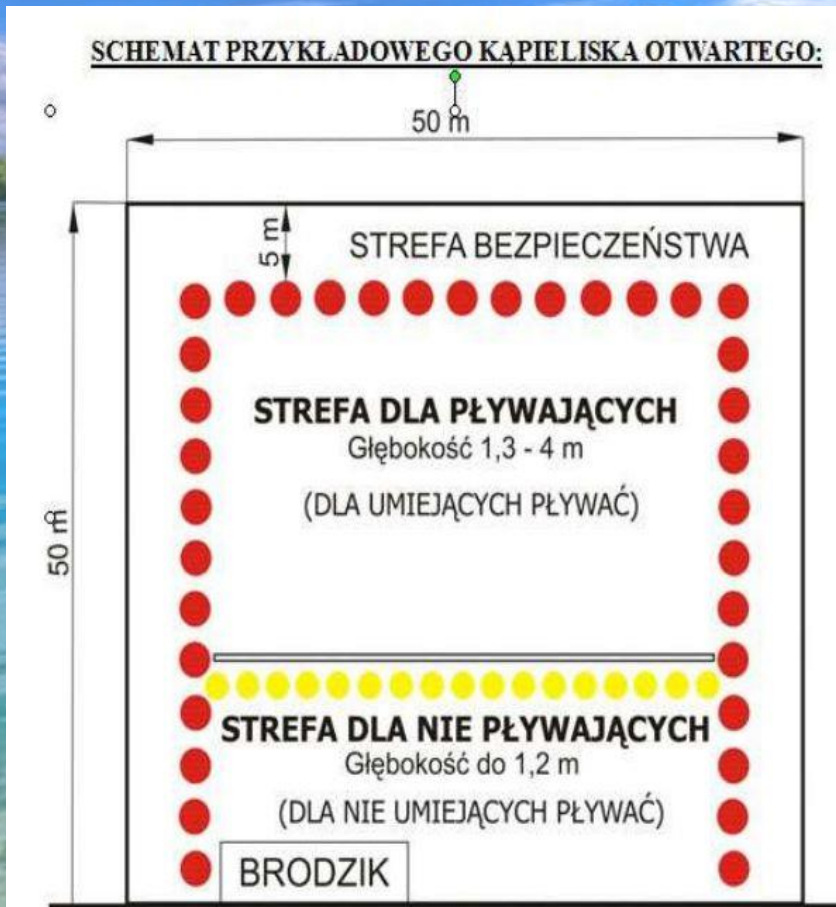 SCHEMAT PRZYKŁADOWEGO KĄPIELISKA OTWARTEGO:
50 m
5 m
STREFA BEZPIECZEŃSTWA
STREFA DLA PŁYWAJĄCYCH
Głębokość 1,3 - 4 m
(DLA UMIEJĄCYCH PŁYWAĆ)
50 m
STREFA DLA NIE PŁYWAJĄCYCH
Głębokość do 1,2 m
(DLA NIE UMIEJĄCYCH PŁYWAĆ)
BRODZIK